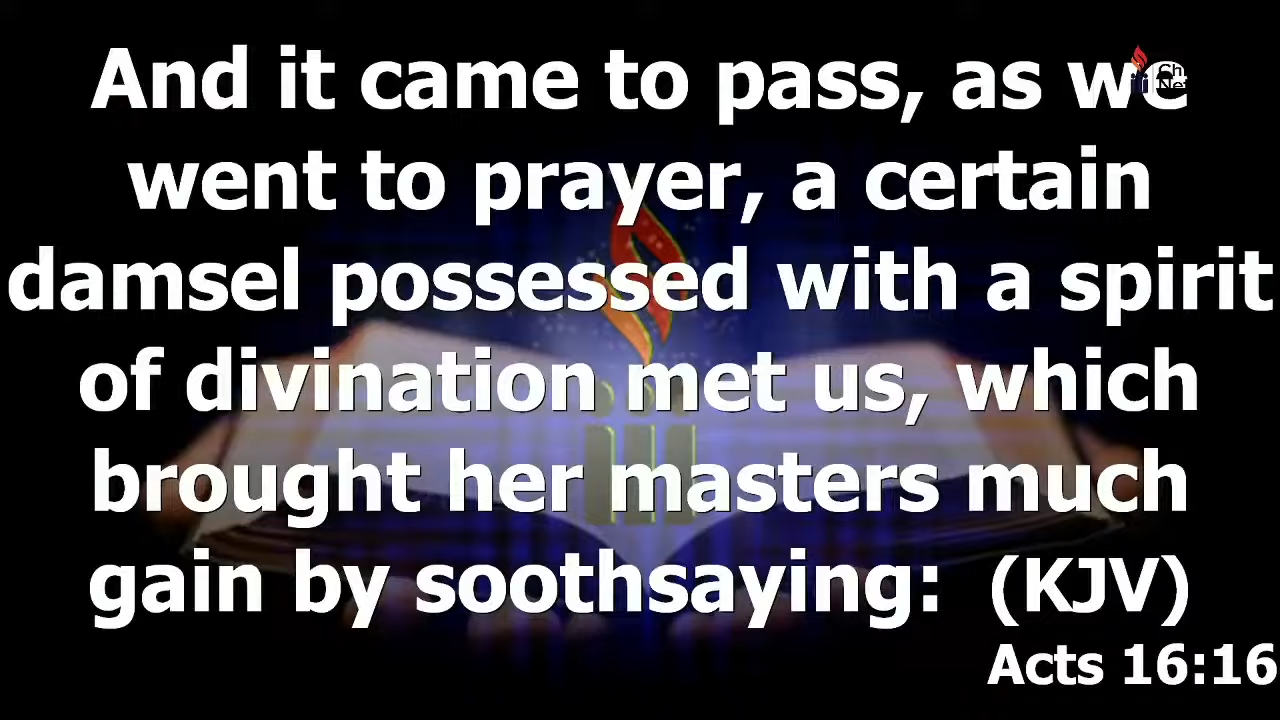 And it came to pass, as we
went to prayer, a certain
damsel possessed with a spirit
of divination met us, which
brought her masters much
gain by soothsaying: (KJV)
Acts 16:16